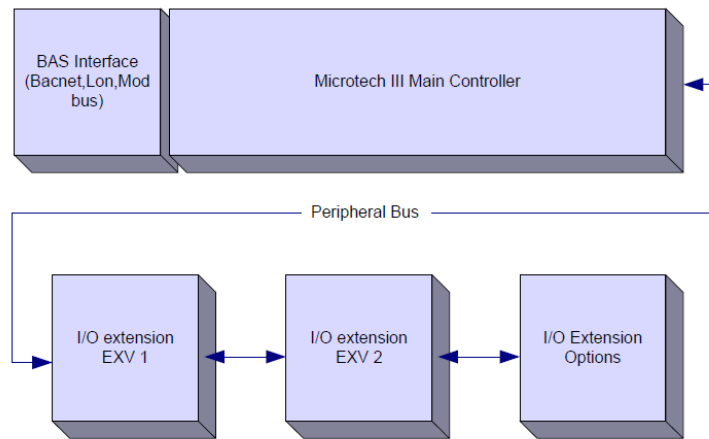 BAS Interface
(Bacnet,Lon,Mod
bus)
Microtech III Main Controller
Peripheral Bus
I/O extension
EXV 1
I/O extension
EXV 2
I/O Extension
Options